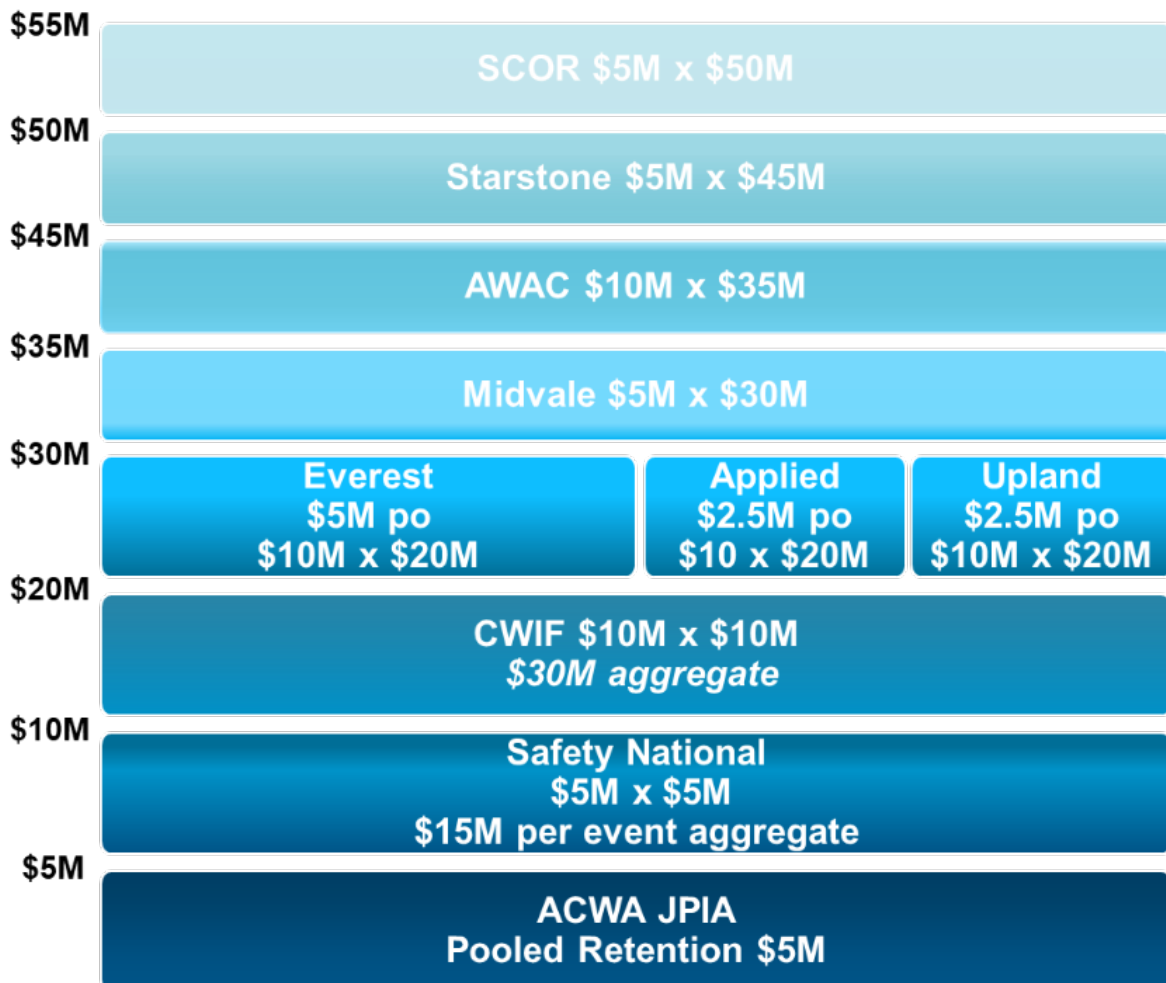 $55M
SCOR $5M x $50M
$50M
Starstone $5M x $45M
$45M
AWAC $10M x $35M
$35M
Midvale $5M x $30M
$30M
Everest
$5M po
$10M x $20M
Applied
$2.5M po
$10 x $20M
Upland
$2.5M po
$10M x $20M
$20M
CWIF $10M x $10M
$30M aggregate
$10M
Safety National
$5M x $5M
$15M per event aggregate
$5M
ACWA JPIA
Pooled Retention $5M